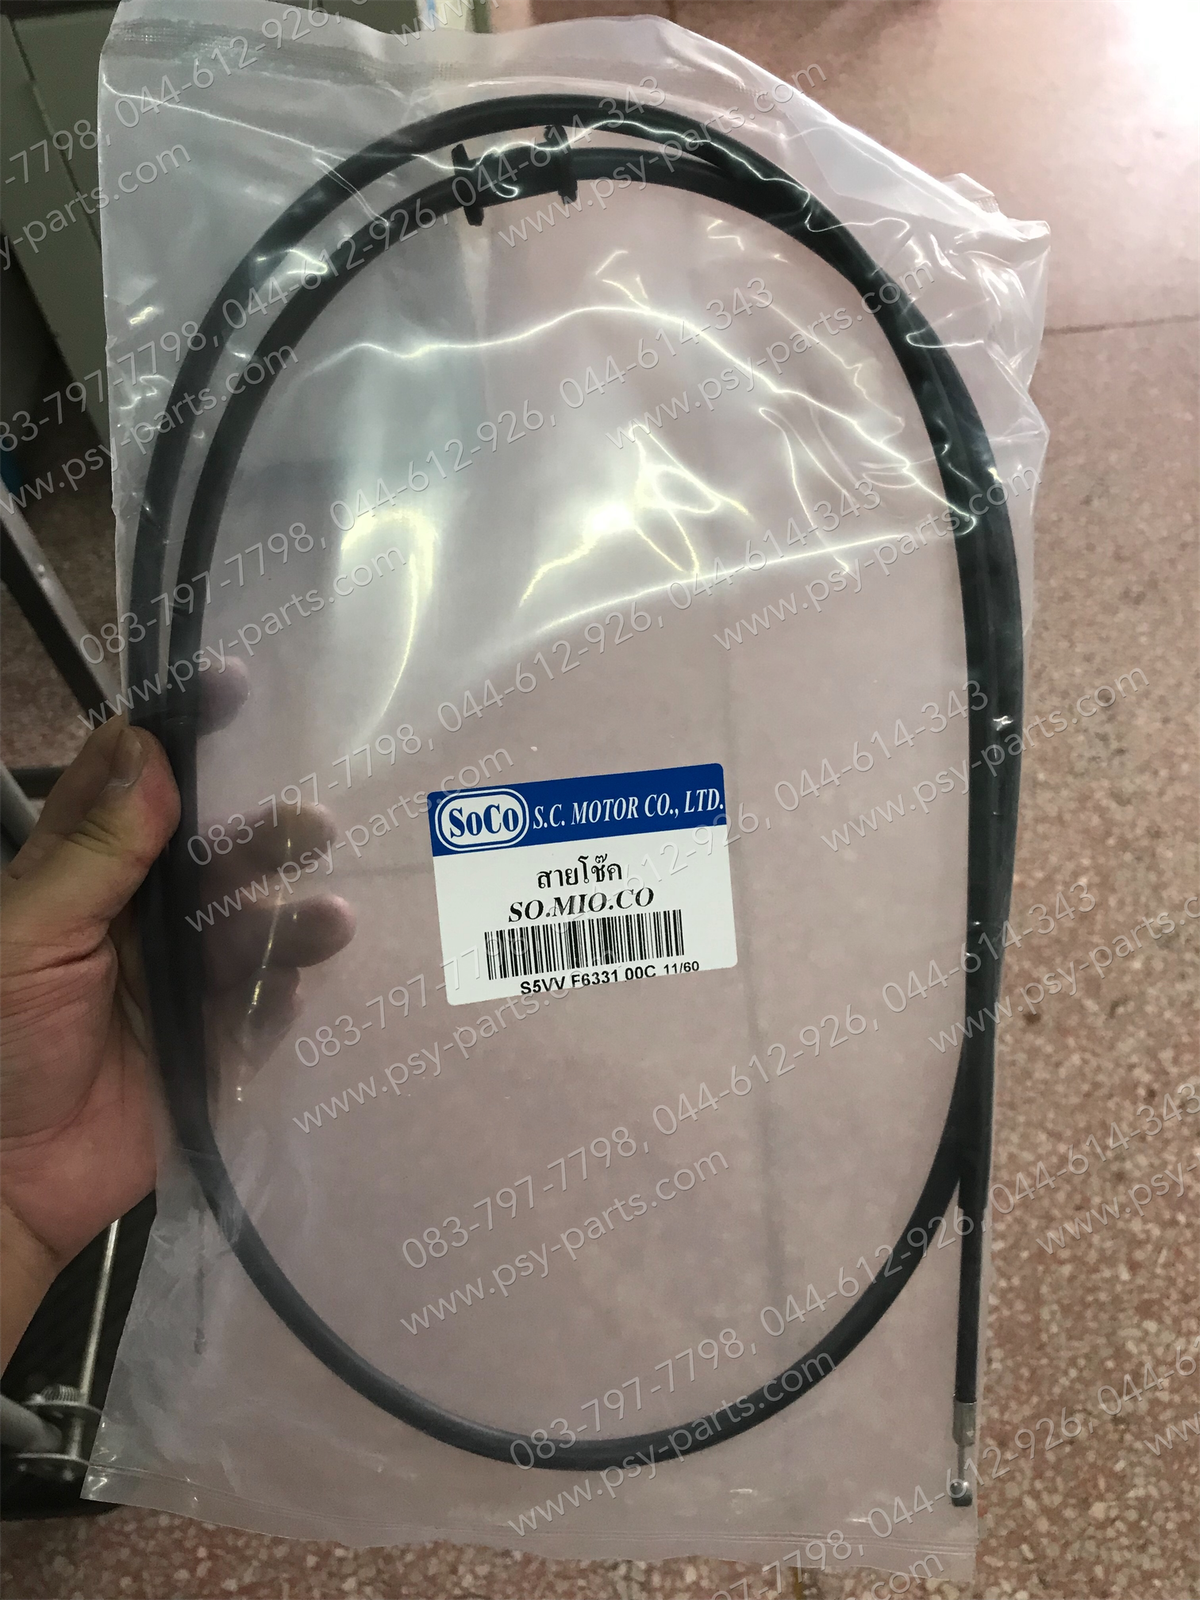 SoCo S.C. MOTOR CO., LTD.
สายโช๊ค
SO.MIO.CO
S5VV F6331 00C 11/60
083-797-7798, 044-612-926, 044-614-343
www.psy-parts.com